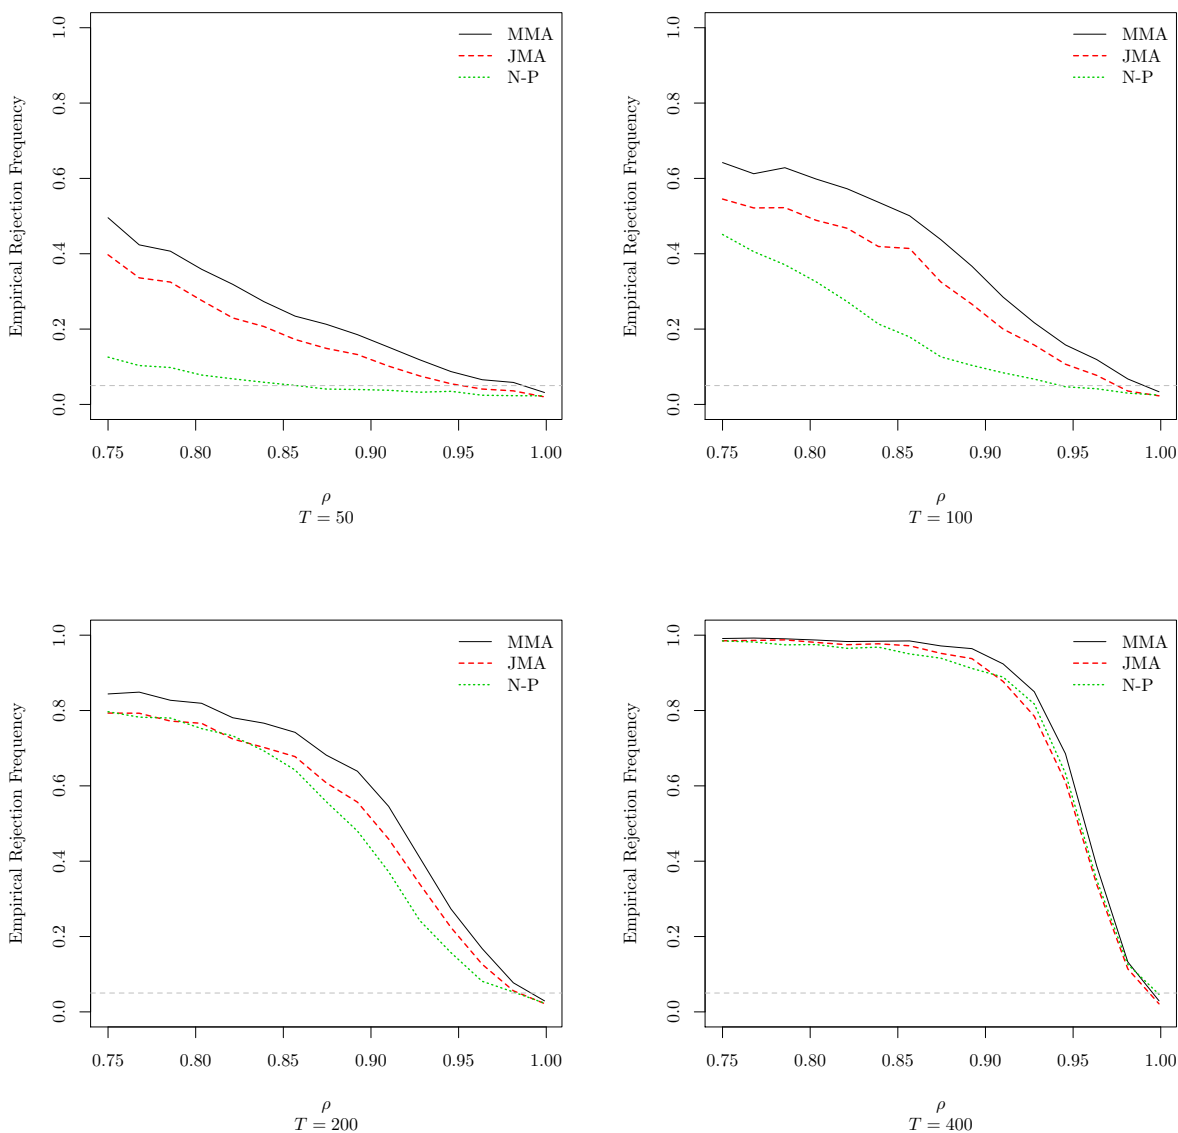 MMA
JMA
N-P
Empirical Rejection Frequency
0.0 0.2 0.4 0.6 0.8 1.0
0.75 0.80 0.85 0.90 0.95 1.00
ρ
T = 50
MMA
JMA
N-P
Empirical Rejection Frequency
0.0 0.2 0.4 0.6 0.8 1.0
0.75 0.80 0.85 0.90 0.95 1.00
ρ
T = 100
MMA
JMA
N-P
Empirical Rejection Frequency
0.0 0.2 0.4 0.6 0.8 1.0
0.75 0.80 0.85 0.90 0.95 1.00
ρ
T = 200
MMA
JMA
N-P
Empirical Rejection Frequency
0.0 0.2 0.4 0.6 0.8 1.0
0.75 0.80 0.85 0.90 0.95 1.00
ρ
T = 400